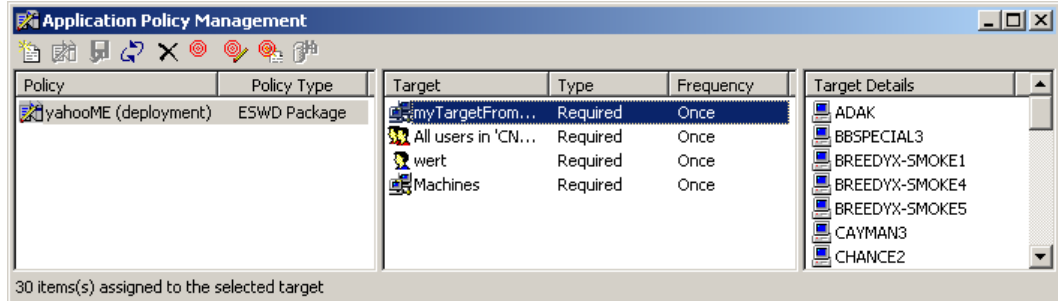 Application Policy Management
Policy Policy Type Target Type Frequency Target Details
yahooME (deployment) ESWD Package myTargetFrom... Required Once ADAK
All users in 'CN... Required Once BBSPECIAL3
wert Required Once BREEDYX-SMOKE1
Machines Required Once BREEDYX-SMOKE4
BREEDYX-SMOKE5
CAYMAN3
CHANCE2
30 items(s) assigned to the selected target